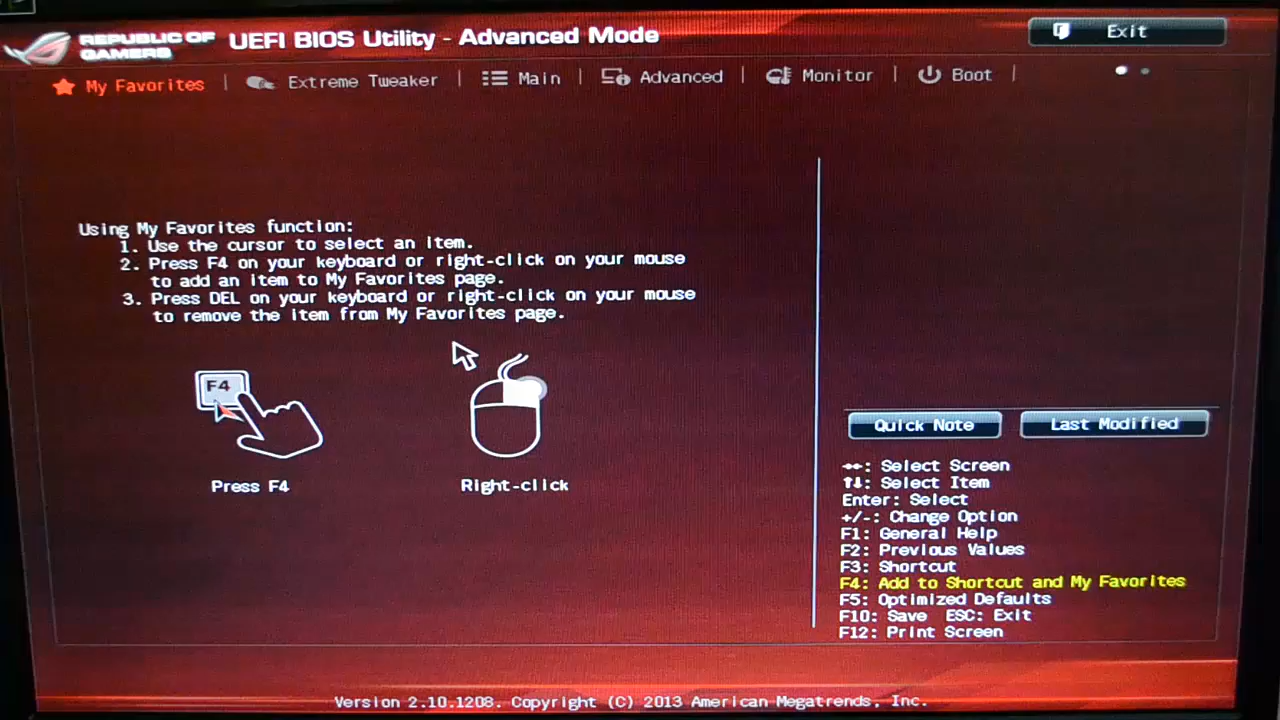 REPUBLIC OF
GAMERS
UEFI BIOS Utility - Advanced Mode
Exit
My Favorites
Extreme Tweaker
Main
Advanced
Monitor
Boot
Using My Favorites function:
1. Use the cursor to select an item.
2. Press F4 on your keyboard or right-click on your mouse
to add an item to My Favorites page.
3. Press DEL on your keyboard or right-click on your mouse
to remove the item from My Favorites page.
F4
Press F4
Right-click
Quick Note
Last Modified
→←: Select Screen
↑↓: Select Item
Enter: Select
+/-: Change Option
F1: General Help
F2: Previous Values
F3: Shortcut
F4: Add to Shortcut and My Favorites
F5: Optimized Defaults
F10: Save ESC: Exit
F12: Print Screen
Version 2.10.1208. Copyright (C) 2013 American Megatrends, Inc.